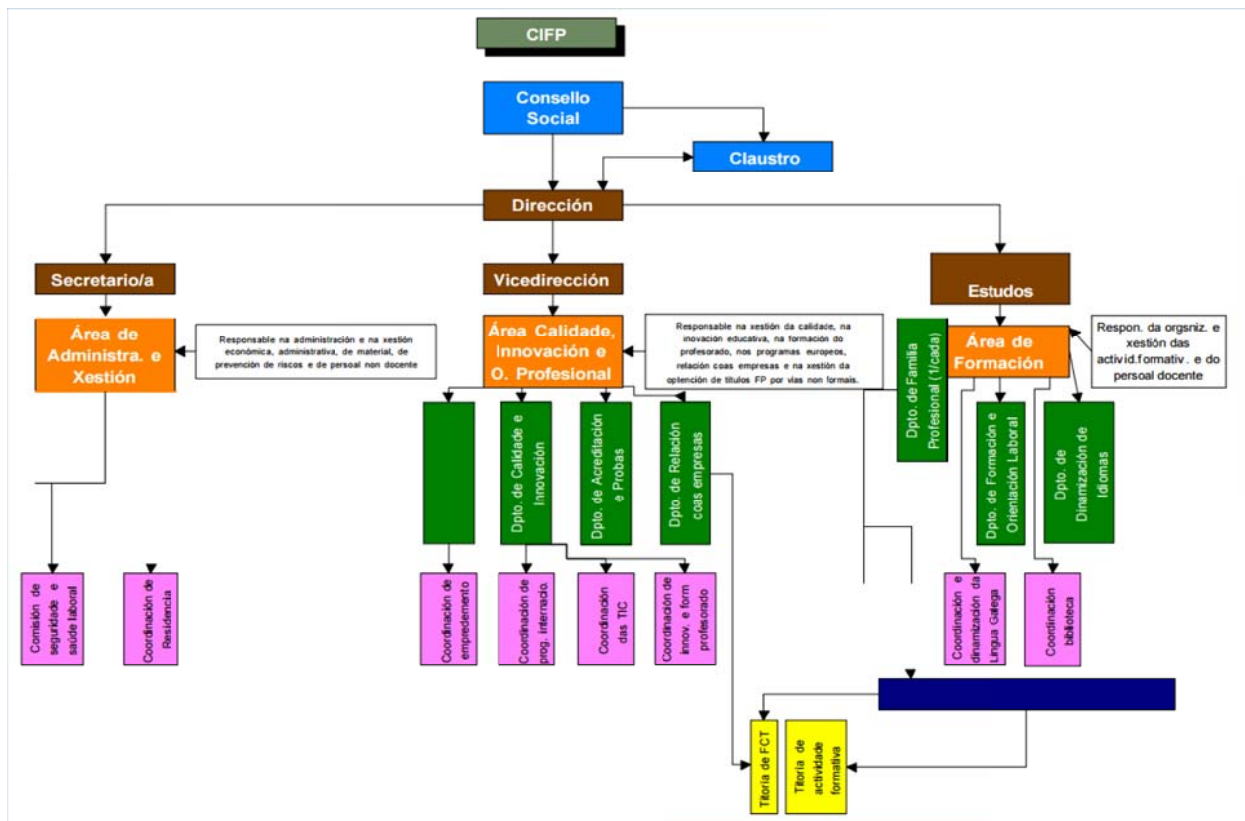 CIFP
Consello
Social
Claustro
Dirección
Secretario/a
Vicedirección
Estudos
Área de
Administra. e
Xestión
Responsable na administración e na xestión
económica, administrativa, de material, de
prevención de riscos e de persoal non docente
Área Calidade,
Innovación e
O. Profesional
Responsable na xestión da calidade, na
inovación educativa, na formación do
profesorado, nos programas europeos,
relación coas empresas e na xestión da
optención de títulos FP por vías non formais.
Dpto. de Familia
Profesional (1/cada)
Área de
Formación
Respon. da orgsniz. e
xestión das
activid.formativ. e do
persoal docente
Dpto. de Calidade e
Innovación
Dpto. de Acreditación
e Probas
Dpto. de Relación
coas empresas
Dpto. de Formación e
Orientación Laboral
Dpto. de
Dinamización de
Idiomas
Comisión de
seguridade e
saúde laboral
Coordinación de
Residencia
Coordinación de
empredemento
Coordinación de
prog. internacio.
Coordinación
das TIC
Coordinación de
innov. e form
profesorado
Coordinación e
dinamización da
Lingua Galega
Coordinación
biblioteca
Titoría de FCT
Titoría de
actividade
formativa